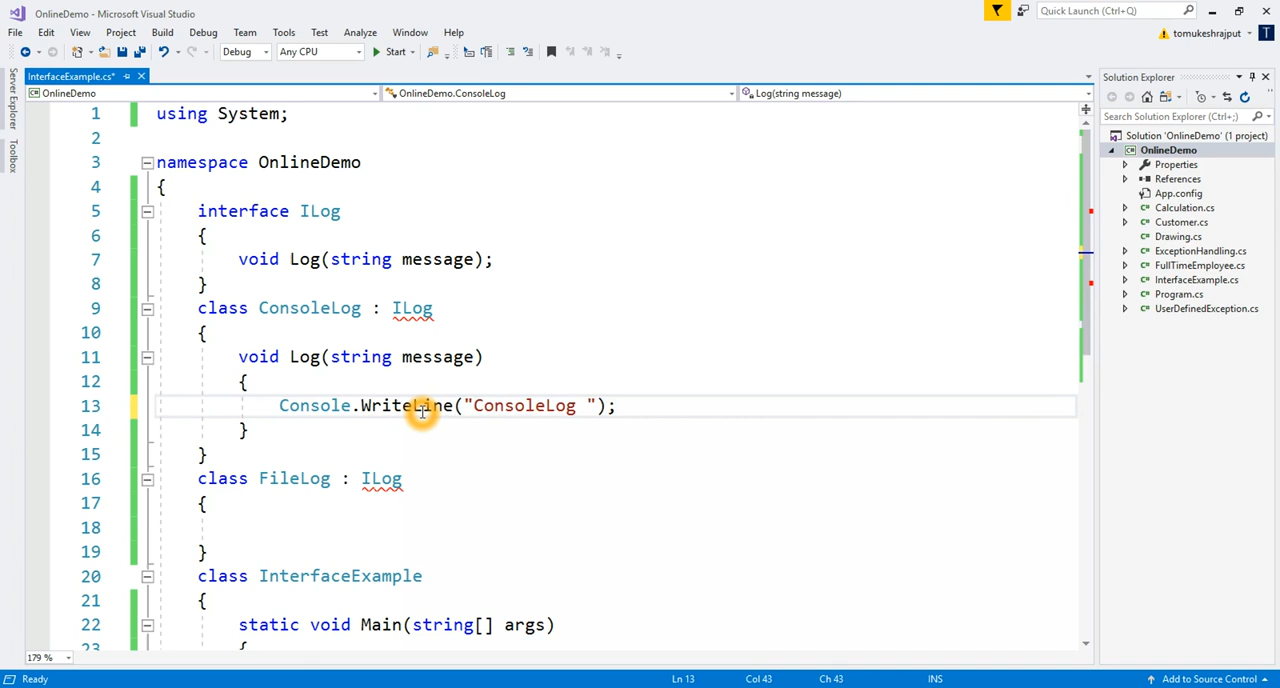 OnlineDemo - Microsoft Visual Studio
Quick Launch (Ctrl+Q)
File Edit View Project Build Debug Team Tools Test Analyze Window Help
tomukeshrajput T
Debug Any CPU Start
Server Explorer
Toolbox
InterfaceExample.cs*
OnlineDemo OnlineDemo.ConsoleLog Log(string message)
1 using System;
2
3 namespace OnlineDemo
4 {
5 interface ILog
6 {
7 void Log(string message);
8 }
9 class ConsoleLog : ILog
10 {
11 void Log(string message)
12 {
13 Console.WriteLine("ConsoleLog ");
14 }
15 }
16 class FileLog : ILog
17 {
18
19 }
20 class InterfaceExample
21 {
22 static void Main(string[] args)
23 {
179 %
Solution Explorer
Search Solution Explorer (Ctrl+;)
Solution 'OnlineDemo' (1 project)
OnlineDemo
Properties
References
App.config
Calculation.cs
Customer.cs
Drawing.cs
ExceptionHandling.cs
FullTimeEmployee.cs
InterfaceExample.cs
Program.cs
UserDefinedException.cs
Ready Ln 13 Col 43 Ch 43 INS Add to Source Control